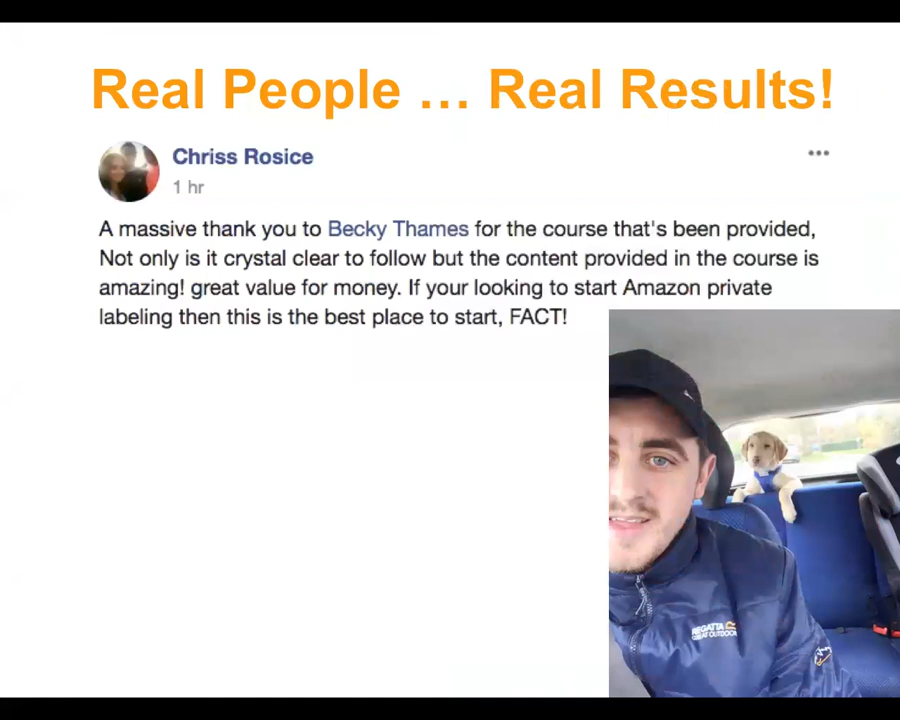 Real People ... Real Results!
Chriss Rosice
1 hr
A massive thank you to Becky Thames for the course that's been provided,
Not only is it crystal clear to follow but the content provided in the course is
amazing! great value for money. If your looking to start Amazon private
labeling then this is the best place to start, FACT!
REGATTA
GREAT OUTDOORS